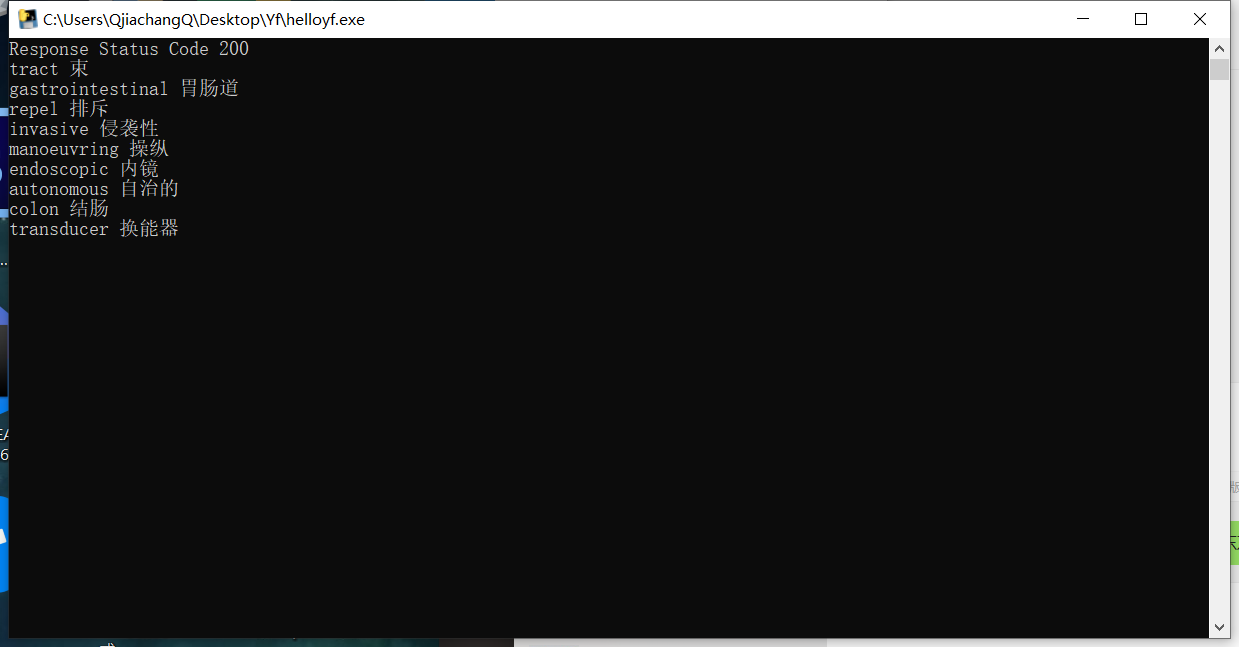 C:\Users\QjiachangQ\Desktop\Yf\helloyf.exe
Response Status Code 200
tract 束
gastrointestinal 胃肠道
repel 排斥
invasive 侵袭性
manoeuvring 操纵
endoscopic 内镜
autonomous 自治的
colon 结肠
transducer 换能器